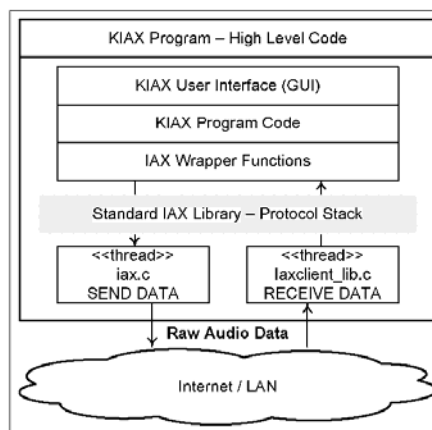 KIAX Program – High Level Code
KIAX User Interface (GUI)
KIAX Program Code
IAX Wrapper Functions
Standard IAX Library – Protocol Stack
<<thread>>
iax.c
SEND DATA
<<thread>>
Iaxclient_lib.c
RECEIVE DATA
Raw Audio Data
Internet / LAN